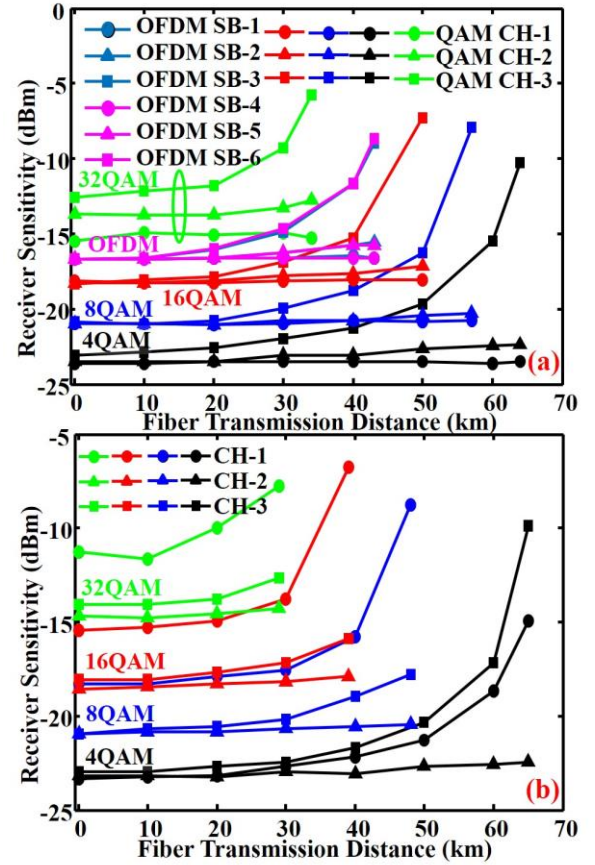 0
OFDM SB-1
OFDM SB-2
OFDM SB-3
OFDM SB-4
OFDM SB-5
OFDM SB-6
QAM CH-1
QAM CH-2
QAM CH-3
-5
-10
-15
-20
-25
Receiver Sensitivity (dBm)
32QAM
OFDM
16QAM
8QAM
4QAM
(a)
0 10 20 30 40 50 60 70
Fiber Transmission Distance (km)
-5
-10
-15
-20
-25
Receiver Sensitivity (dBm)
CH-1
CH-2
CH-3
32QAM
16QAM
8QAM
4QAM
(b)
0 10 20 30 40 50 60 70
Fiber Transmission Distance (km)